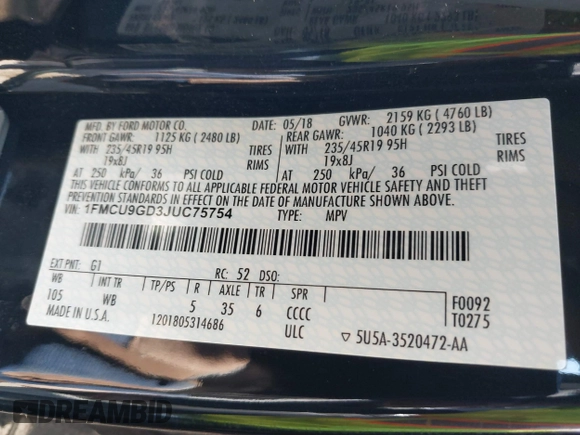 MFD. BY FORD MOTOR CO. DATE: 05/18 GVWR: 2159 KG ( 4760 LB)
FRONT GAWR: 1125 KG ( 2480 LB) REAR GAWR: 1040 KG ( 2293 LB)
WITH 235/45R19 95H TIRES WITH 235/45R19 95H TIRES
19x8J RIMS 19x8J RIMS
AT 250 kPa/ 36 PSI COLD AT 250 kPa/ 36 PSI COLD
THIS VEHICLE CONFORMS TO ALL APPLICABLE FEDERAL MOTOR VEHICLE SAFETY AND THEFT
PREVENTION STANDARDS IN EFFECT ON THE DATE OF MANUFACTURE SHOWN ABOVE.
VIN: 1FMCU9GD3JUC75754 TYPE: MPV
EXT PNT: G1 RC: 52 DSO:
WB INT TR TP/PS R AXLE TR SPR F0092
105 WB 5 35 6 CCCC T0275
MADE IN U.S.A. 1201805314686 ULC ▽ 5U5A-3520472-AA
DREAMBID